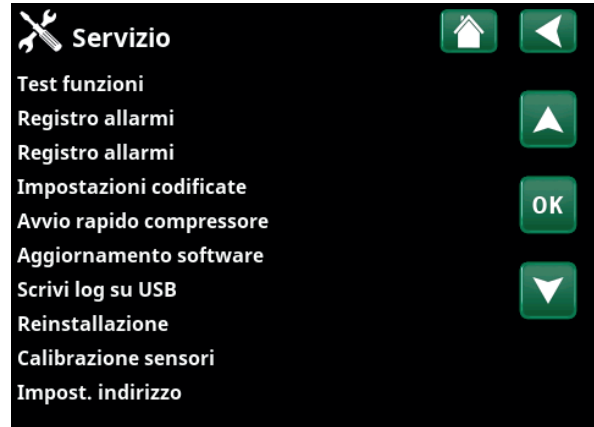 Servizio
Test funzioni
Registro allarmi
Registro allarmi
Impostazioni codificate
Avvio rapido compressore
OK
Aggiornamento software
Scrivi log su USB
Reinstallazione
Calibrazione sensori
Impost. indirizzo